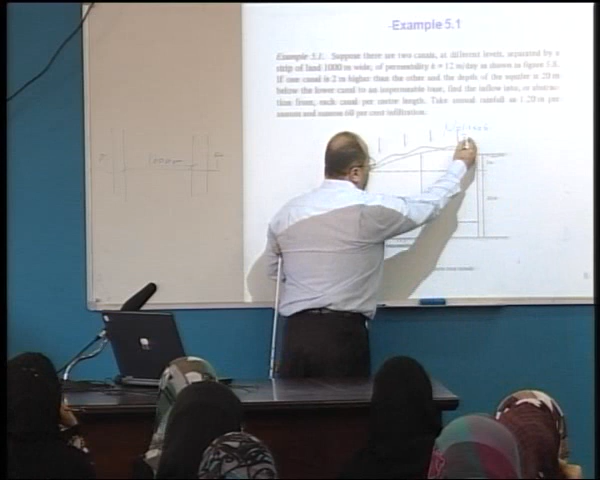 -Example 5.1
Example 5.1. Suppose there are two canals, at different levels, separated by a
strip of land 1000 m wide, of permeability k = 12 m/day as shown in figure 5.8.
If one canal is 2 m higher than the other and the depth of the aquifer is 20 m
below the lower canal to an impermeable base, find the inflow into, or abstrac-
tion from, each canal per metre length. Take annual rainfall as 1.20 m per
annum and assume 60 per cent infiltration.
1000m